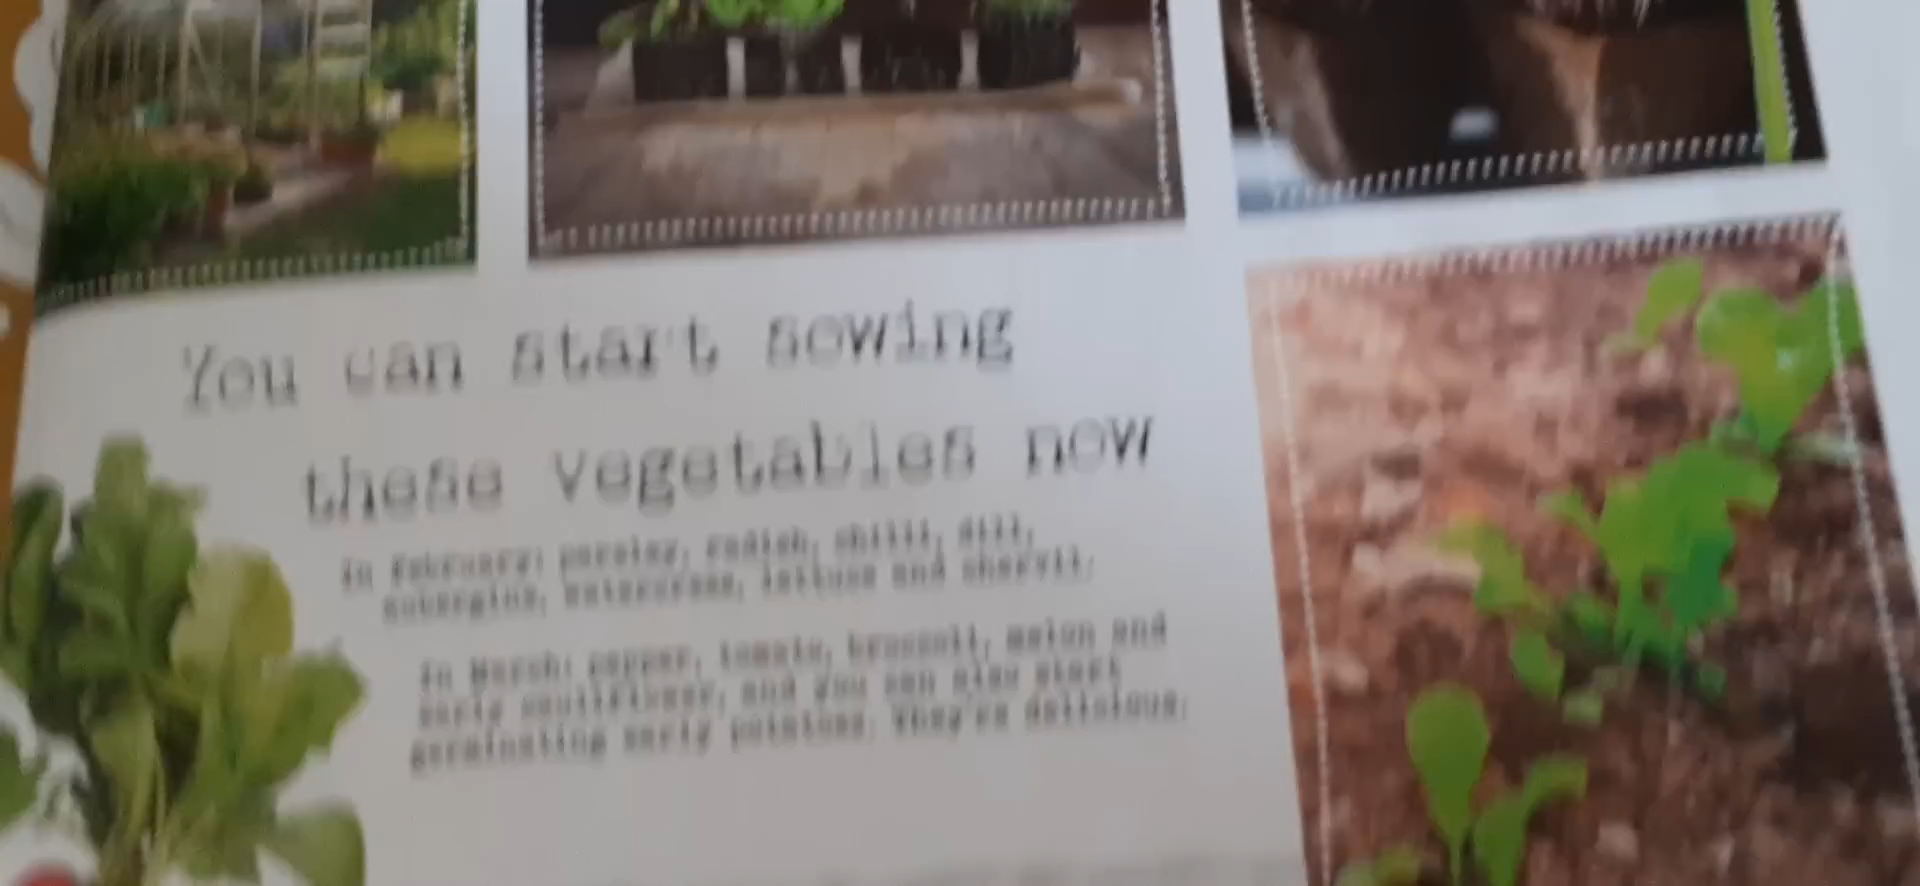 You can start sowing
these vegetables now
In February: parsley, radish, chilli, dill,
aubergine, watercress, lettuce and chervil.
In March: pepper, tomato, broccoli, melon and
early cauliflower, and you can also start
germinating early potatoes. They're delicious.